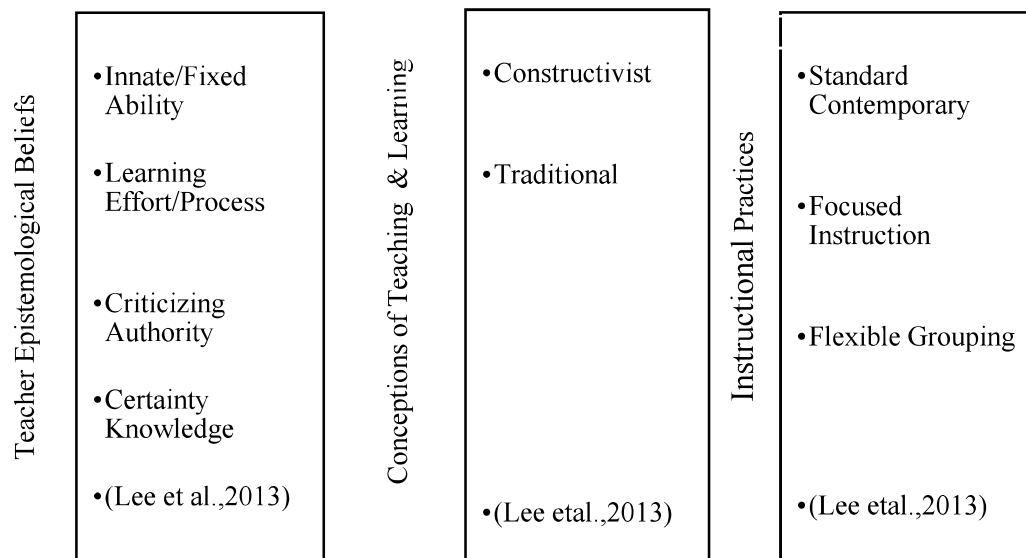 Teacher Epistemological Beliefs
•Innate/Fixed
Ability
•Learning
Effort/Process
•Criticizing
Authority
•Certainty
Knowledge
•(Lee et al.,2013)
Conceptions of Teaching & Learning
•Constructivist
•Traditional
•(Lee etal.,2013)
Instructional Practices
•Standard
Contemporary
•Focused
Instruction
•Flexible Grouping
•(Lee etal.,2013)